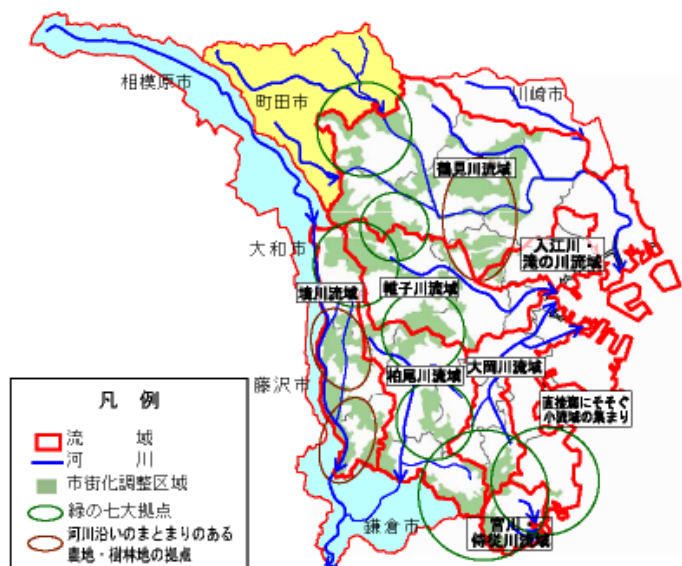 相模原市
町田市
川崎市
鶴見川流域
大和市
入江川・
滝の川流域
境川流域
帷子川流域
藤沢市
柏尾川流域
大岡川流域
直接海にそそぐ
小流域の集まり
鎌倉市
宮川・
侍従川流域
凡 例
流 域
河 川
市街化調整区域
緑の七大拠点
河川沿いのまとまりのある
農地・樹林地の拠点